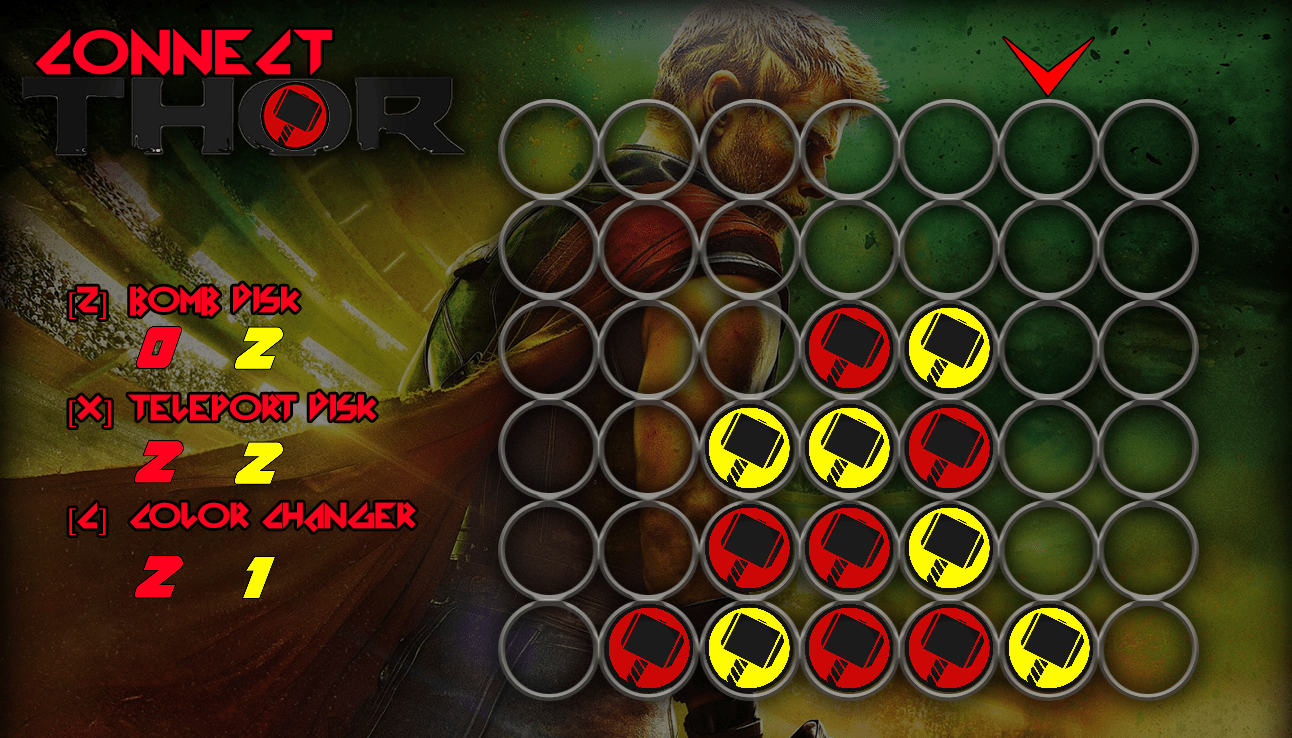 CONNECT
THOR
[Z] BOMB DISK
0 2
[X] TELEPORT DISK
2 2
[C] COLOR CHANGER
2 1